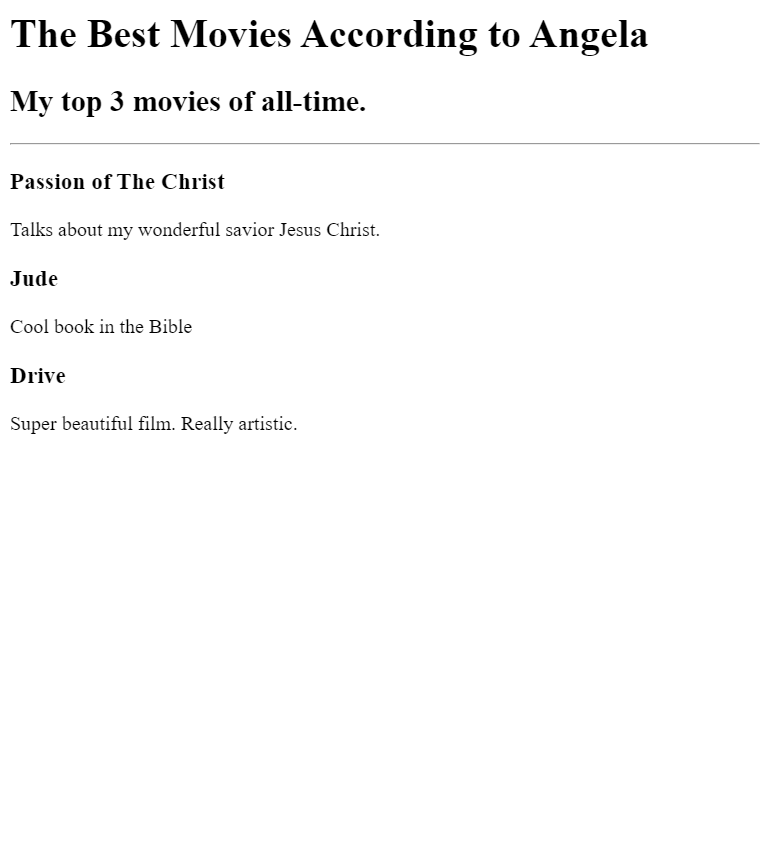 The Best Movies According to Angela
My top 3 movies of all-time.
Passion of The Christ
Talks about my wonderful savior Jesus Christ.
Jude
Cool book in the Bible
Drive
Super beautiful film. Really artistic.